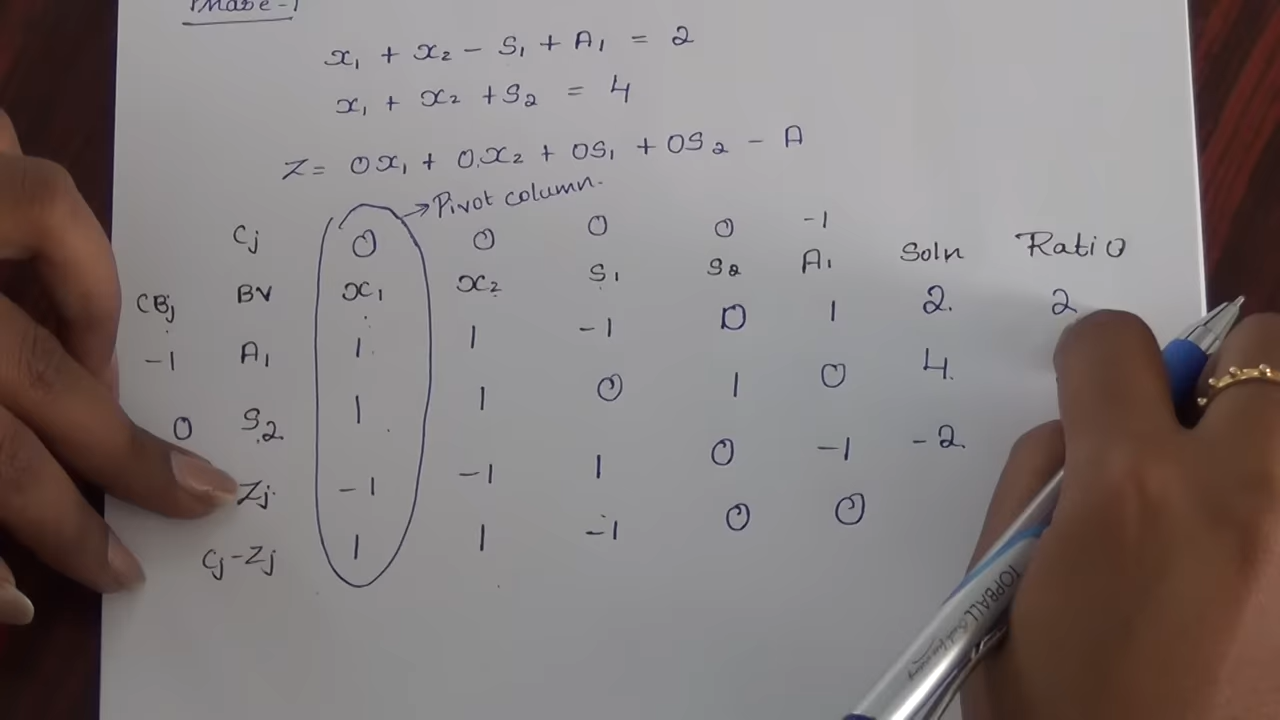 Phase-1
x₁ + x₂ - S₁ + A₁ = 2
x₁ + x₂ + S₂ = 4
Z = 0x₁ + 0.x₂ + 0S₁ + 0S₂ - A
→ Pivot column.
Cj 0 0 0 0 -1
CBj BV x₁ x₂ S₁ S₂ A₁ Soln Ratio
-1 A₁ 1 1 -1 0 1 2. 2
0 S₂ 1 1 0 1 0 4.
Zj -1 -1 1 0 -1 -2
Cj-Zj 1 1 -1 0 0
TOPBALL